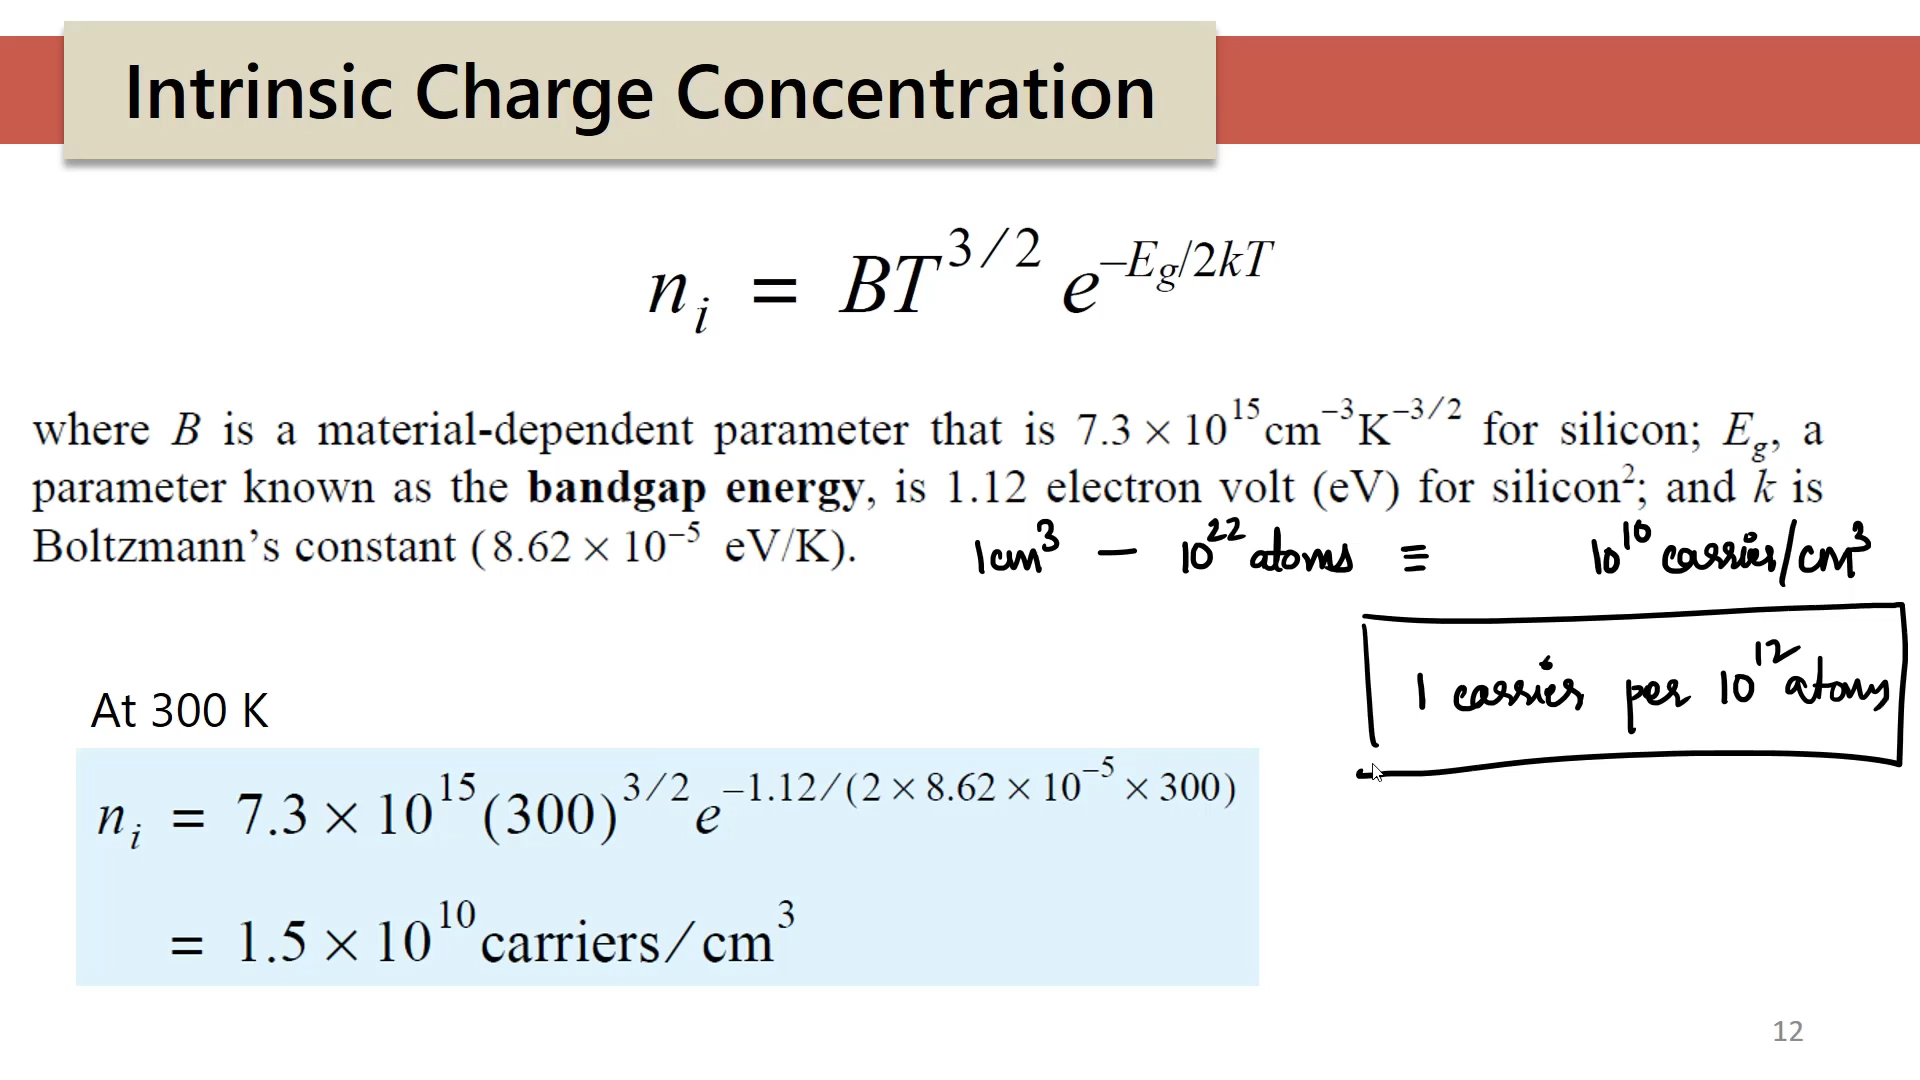 Intrinsic Charge Concentration
n_i = BT^{3/2} e^{−E_g/2kT}
where B is a material-dependent parameter that is 7.3 × 10^{15} cm^{−3}K^{−3/2} for silicon; E_g, a
parameter known as the bandgap energy, is 1.12 electron volt (eV) for silicon^2; and k is
Boltzmann’s constant (8.62 × 10^{−5} eV/K).
1cm^3 − 10^{22} atoms ≡ 10^{10} carrier/cm^3
1 carrier per 10^{12} atoms
At 300 K
n_i = 7.3 × 10^{15}(300)^{3/2} e^{−1.12/(2 × 8.62 × 10^{−5} × 300)}
= 1.5 × 10^{10} carriers/cm^3
12